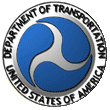 DEPARTMENT OF TRANSPORTATION
UNITED STATES OF AMERICA